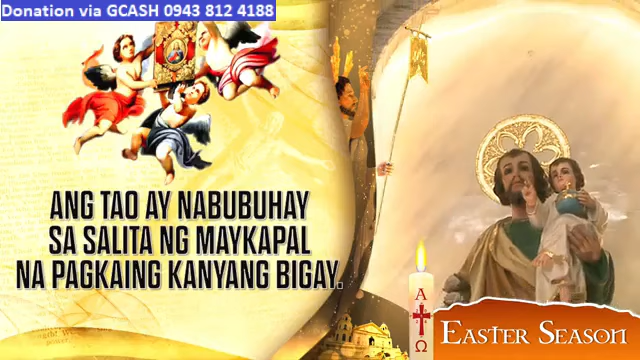 Donation via GCASH 0943 812 4188
ANG TAO AY NABUBUHAY
SA SALITA NG MAYKAPAL
NA PAGKAING KANYANG BIGAY.
Α
Ω
EASTER SEASON